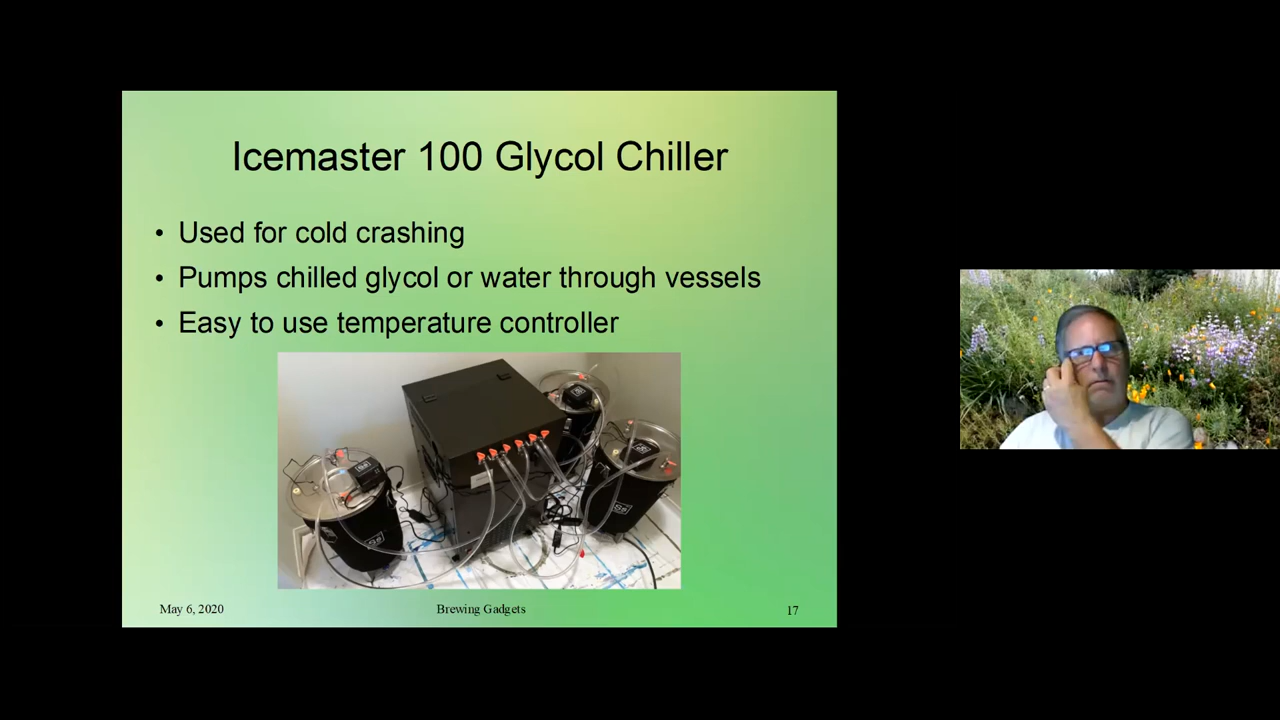 Icemaster 100 Glycol Chiller
• Used for cold crashing
• Pumps chilled glycol or water through vessels
• Easy to use temperature controller
May 6, 2020
Brewing Gadgets
17